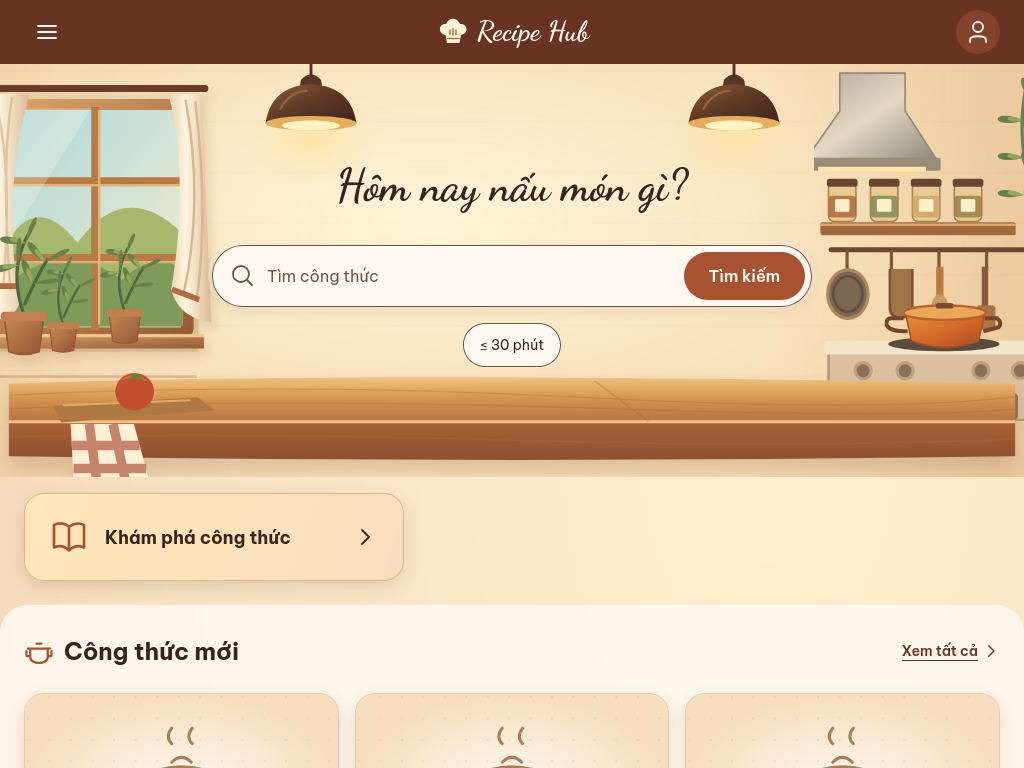 Recipe Hub
Hôm nay nấu món gì?
Tìm công thức
Tìm kiếm
≤ 30 phút
Khám phá công thức
Công thức mới
Xem tất cả